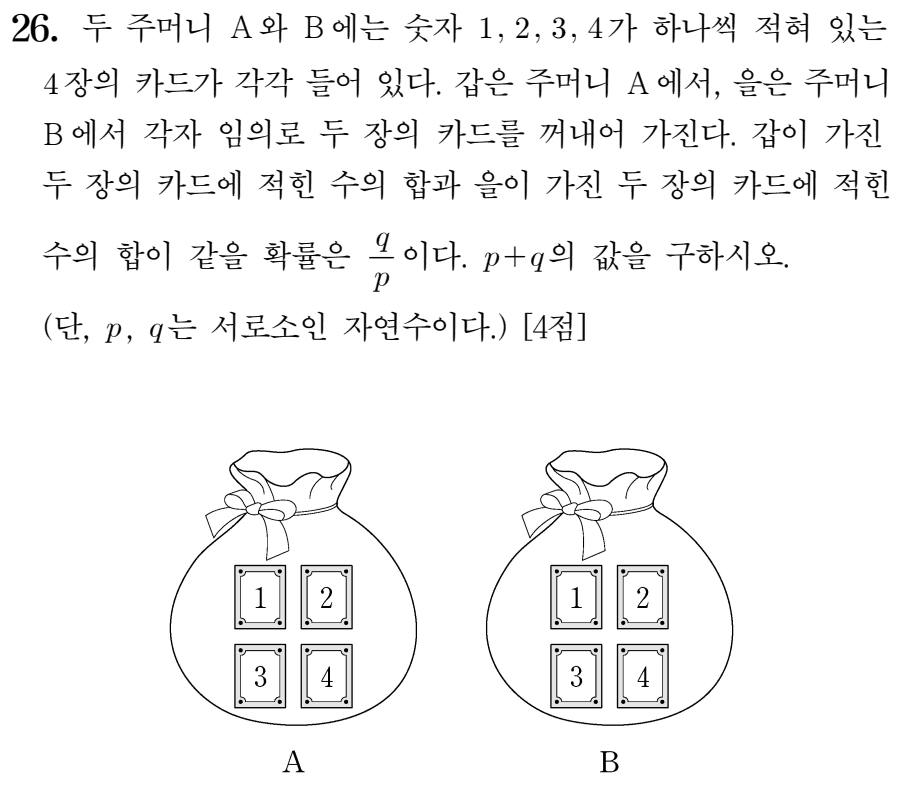 26. 두 주머니 A와 B에는 숫자 1, 2, 3, 4가 하나씩 적혀 있는
4장의 카드가 각각 들어 있다. 갑은 주머니 A에서, 을은 주머니
B에서 각자 임의로 두 장의 카드를 꺼내어 가진다. 갑이 가진
두 장의 카드에 적힌 수의 합과 을이 가진 두 장의 카드에 적힌
수의 합이 같을 확률은 q/p이다. p+q의 값을 구하시오.
(단, p, q는 서로소인 자연수이다.) [4점]
1 2 1 2
3 4 3 4
A B